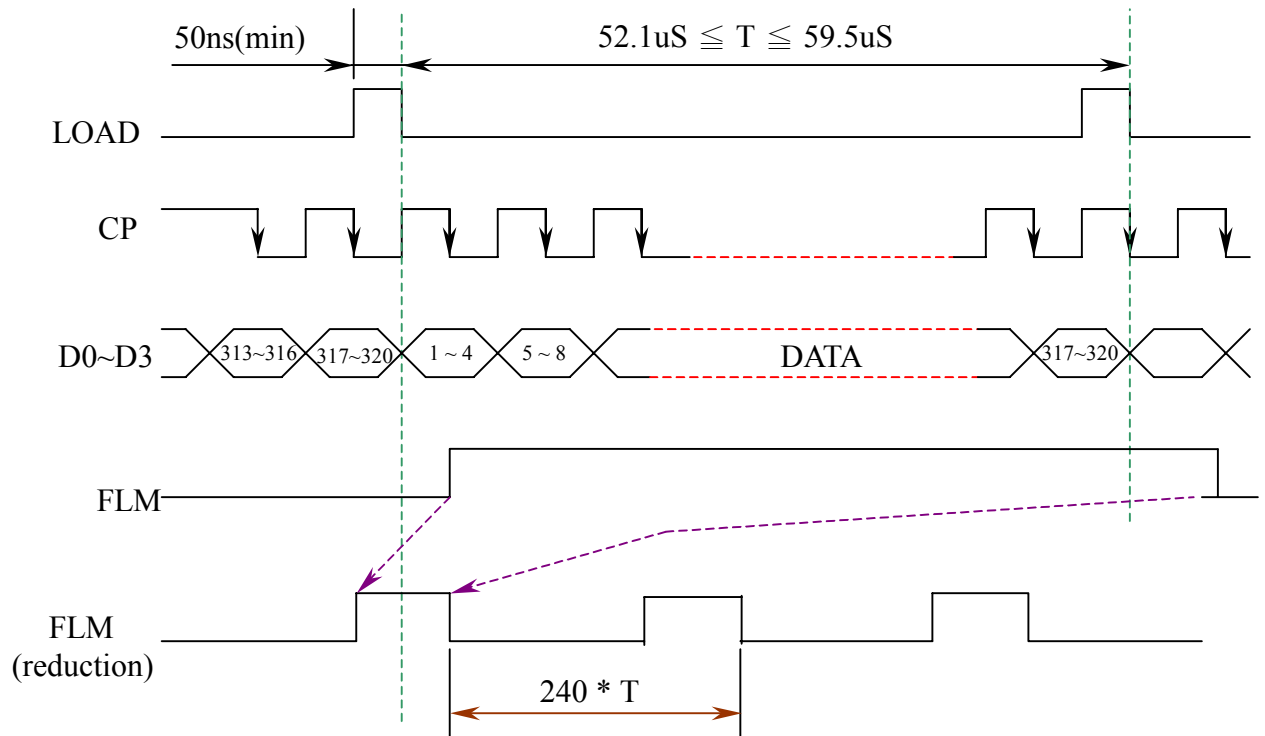 50ns(min)
52.1uS ≦ T ≦ 59.5uS
LOAD
CP
D0~D3
313~316
317~320
1 ~ 4
5 ~ 8
DATA
317~320
FLM
FLM
(reduction)
240 * T